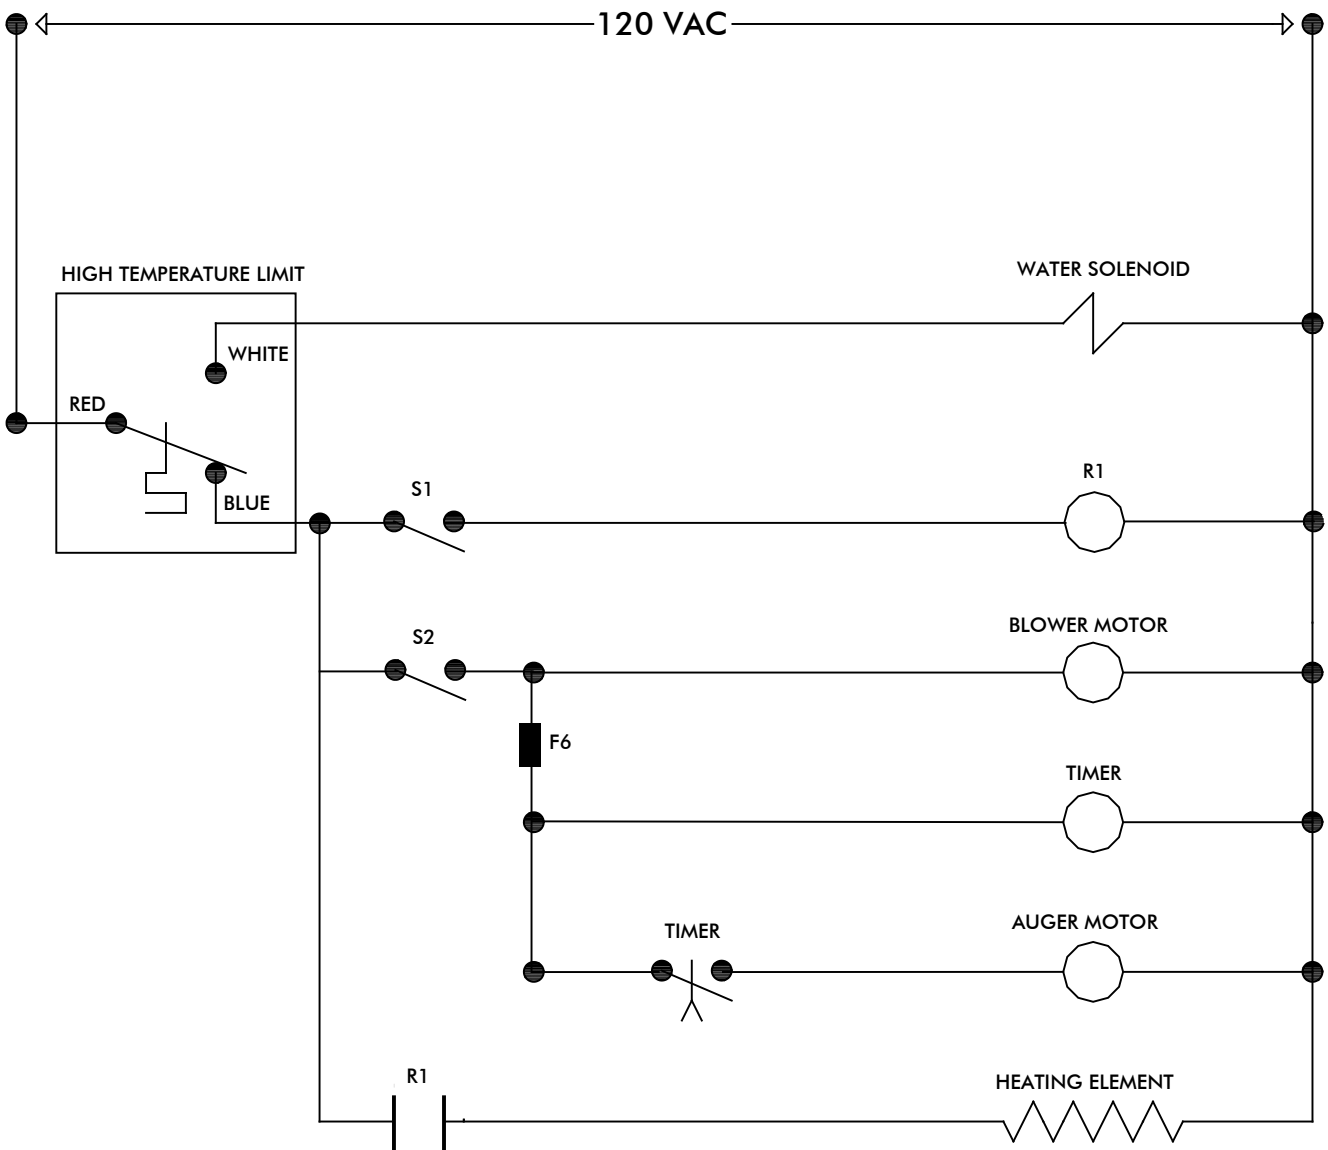 120 VAC
HIGH TEMPERATURE LIMIT
WATER SOLENOID
WHITE
RED
BLUE
S1
R1
S2
BLOWER MOTOR
F6
TIMER
TIMER
AUGER MOTOR
R1
HEATING ELEMENT